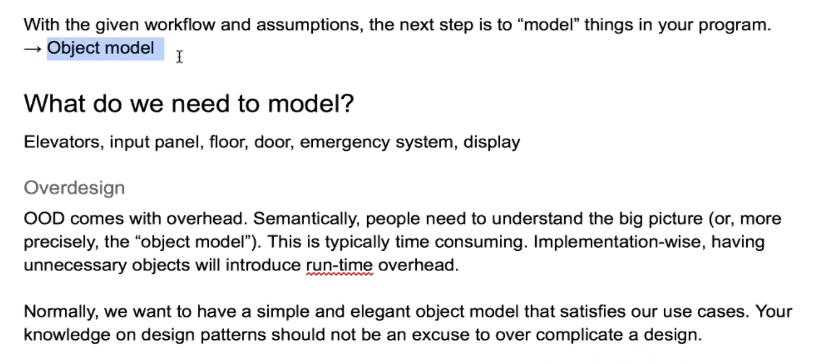 With the given workflow and assumptions, the next step is to “model” things in your program.
→ Object model
What do we need to model?
Elevators, input panel, floor, door, emergency system, display
Overdesign
OOD comes with overhead. Semantically, people need to understand the big picture (or, more
precisely, the “object model”). This is typically time consuming. Implementation-wise, having
unnecessary objects will introduce run-time overhead.
Normally, we want to have a simple and elegant object model that satisfies our use cases. Your
knowledge on design patterns should not be an excuse to over complicate a design.